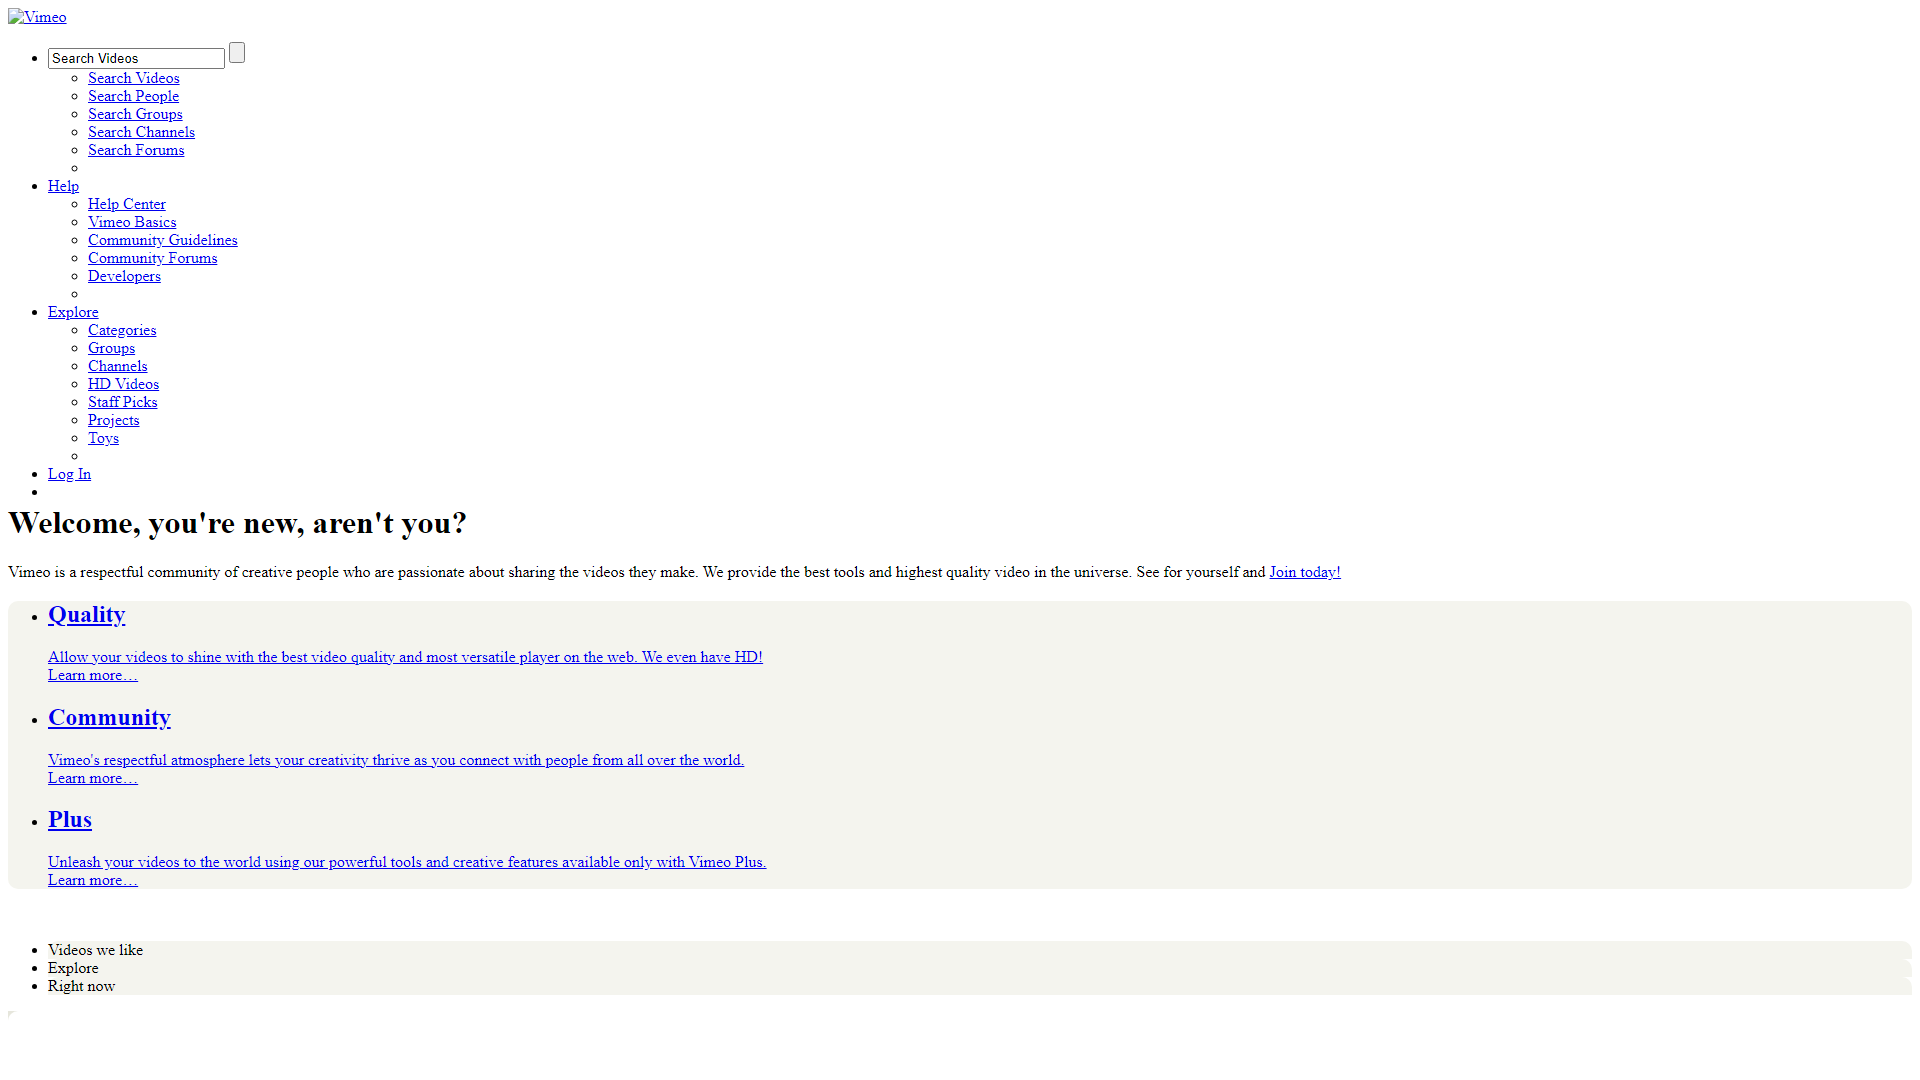 Vimeo
Search Videos
Search Videos
Search People
Search Groups
Search Channels
Search Forums
Help
Help Center
Vimeo Basics
Community Guidelines
Community Forums
Developers
Explore
Categories
Groups
Channels
HD Videos
Staff Picks
Projects
Toys
Log In
Welcome, you're new, aren't you?
Vimeo is a respectful community of creative people who are passionate about sharing the videos they make. We provide the best tools and highest quality video in the universe. See for yourself and Join today!
Quality
Allow your videos to shine with the best video quality and most versatile player on the web. We even have HD!
Learn more…
Community
Vimeo's respectful atmosphere lets your creativity thrive as you connect with people from all over the world.
Learn more…
Plus
Unleash your videos to the world using our powerful tools and creative features available only with Vimeo Plus.
Learn more…
Videos we like
Explore
Right now